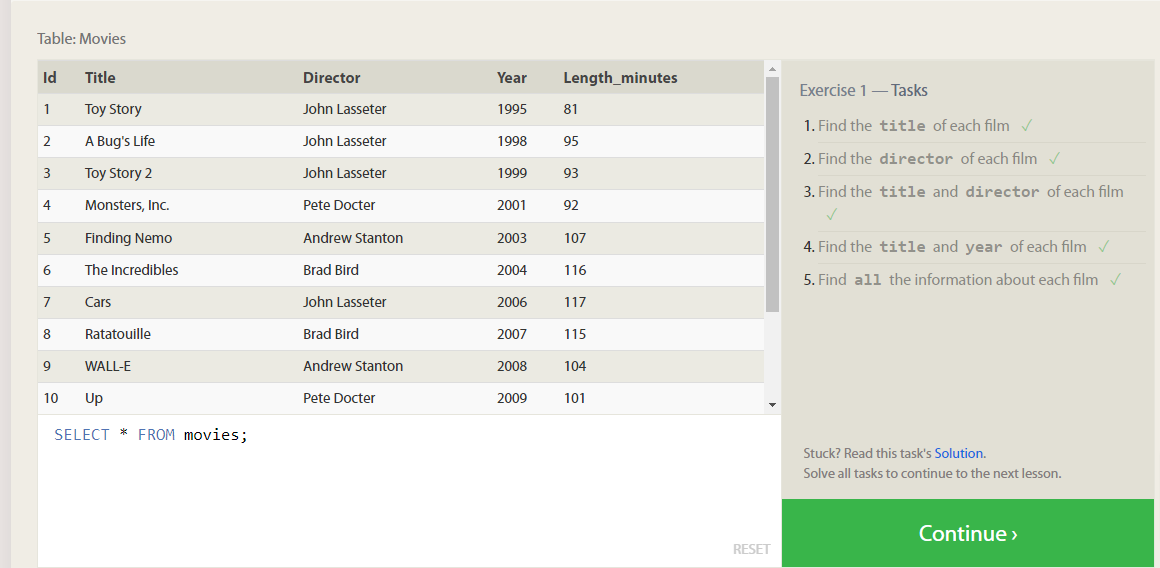 Table: Movies
Id Title Director Year Length_minutes
1 Toy Story John Lasseter 1995 81
2 A Bug's Life John Lasseter 1998 95
3 Toy Story 2 John Lasseter 1999 93
4 Monsters, Inc. Pete Docter 2001 92
5 Finding Nemo Andrew Stanton 2003 107
6 The Incredibles Brad Bird 2004 116
7 Cars John Lasseter 2006 117
8 Ratatouille Brad Bird 2007 115
9 WALL-E Andrew Stanton 2008 104
10 Up Pete Docter 2009 101
SELECT * FROM movies;
RESET
Exercise 1 — Tasks
1. Find the title of each film ✓
2. Find the director of each film ✓
3. Find the title and director of each film
✓
4. Find the title and year of each film ✓
5. Find all the information about each film ✓
Stuck? Read this task's Solution.
Solve all tasks to continue to the next lesson.
Continue ›